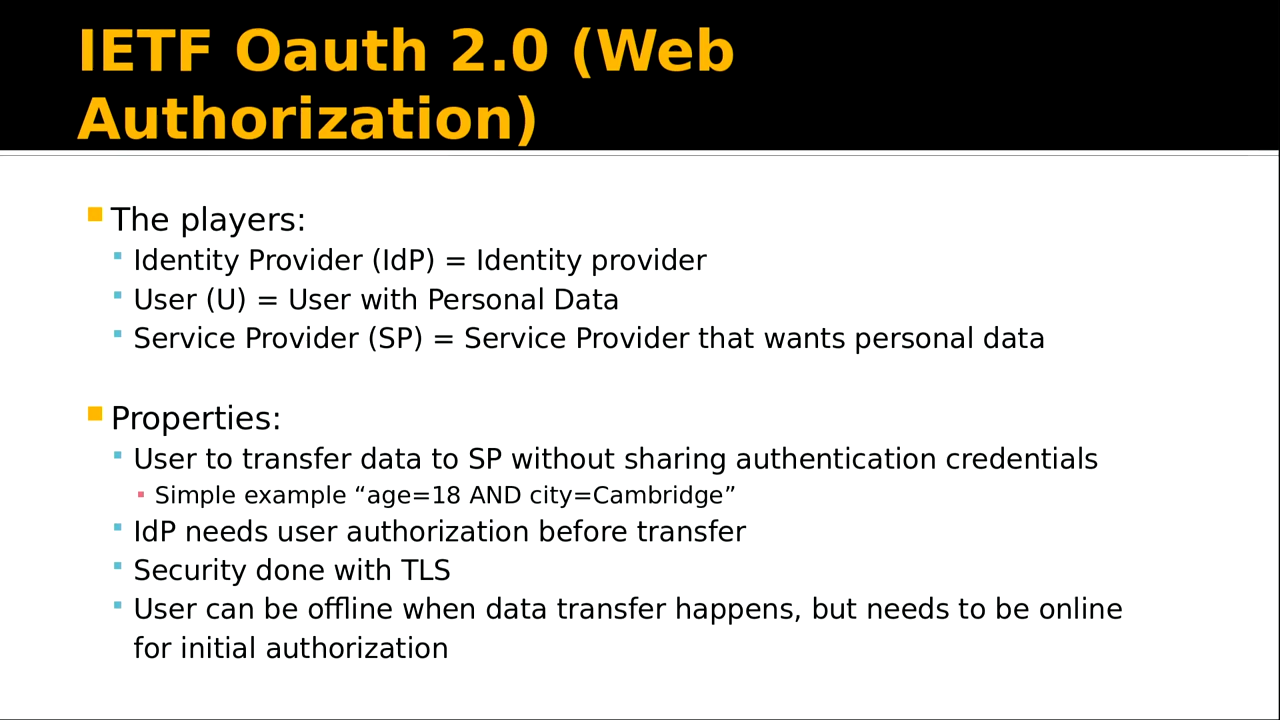 IETF Oauth 2.0 (Web
Authorization)
The players:
Identity Provider (IdP) = Identity provider
User (U) = User with Personal Data
Service Provider (SP) = Service Provider that wants personal data
Properties:
User to transfer data to SP without sharing authentication credentials
Simple example “age=18 AND city=Cambridge”
IdP needs user authorization before transfer
Security done with TLS
User can be offline when data transfer happens, but needs to be online
for initial authorization